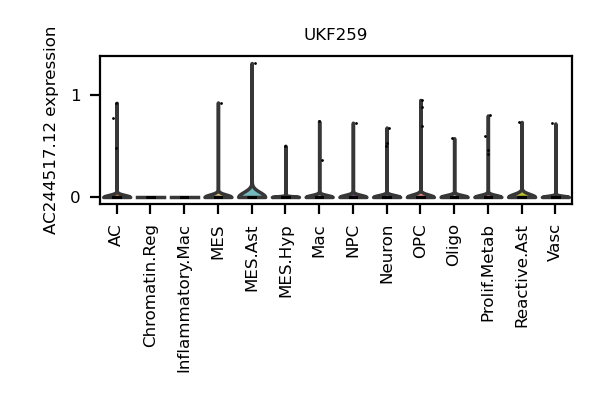 UKF259
AC244517.12 expression
1
0
AC
Chromatin.Reg
Inflammatory.Mac
MES
MES.Ast
MES.Hyp
Mac
NPC
Neuron
OPC
Oligo
Prolif.Metab
Reactive.Ast
Vasc